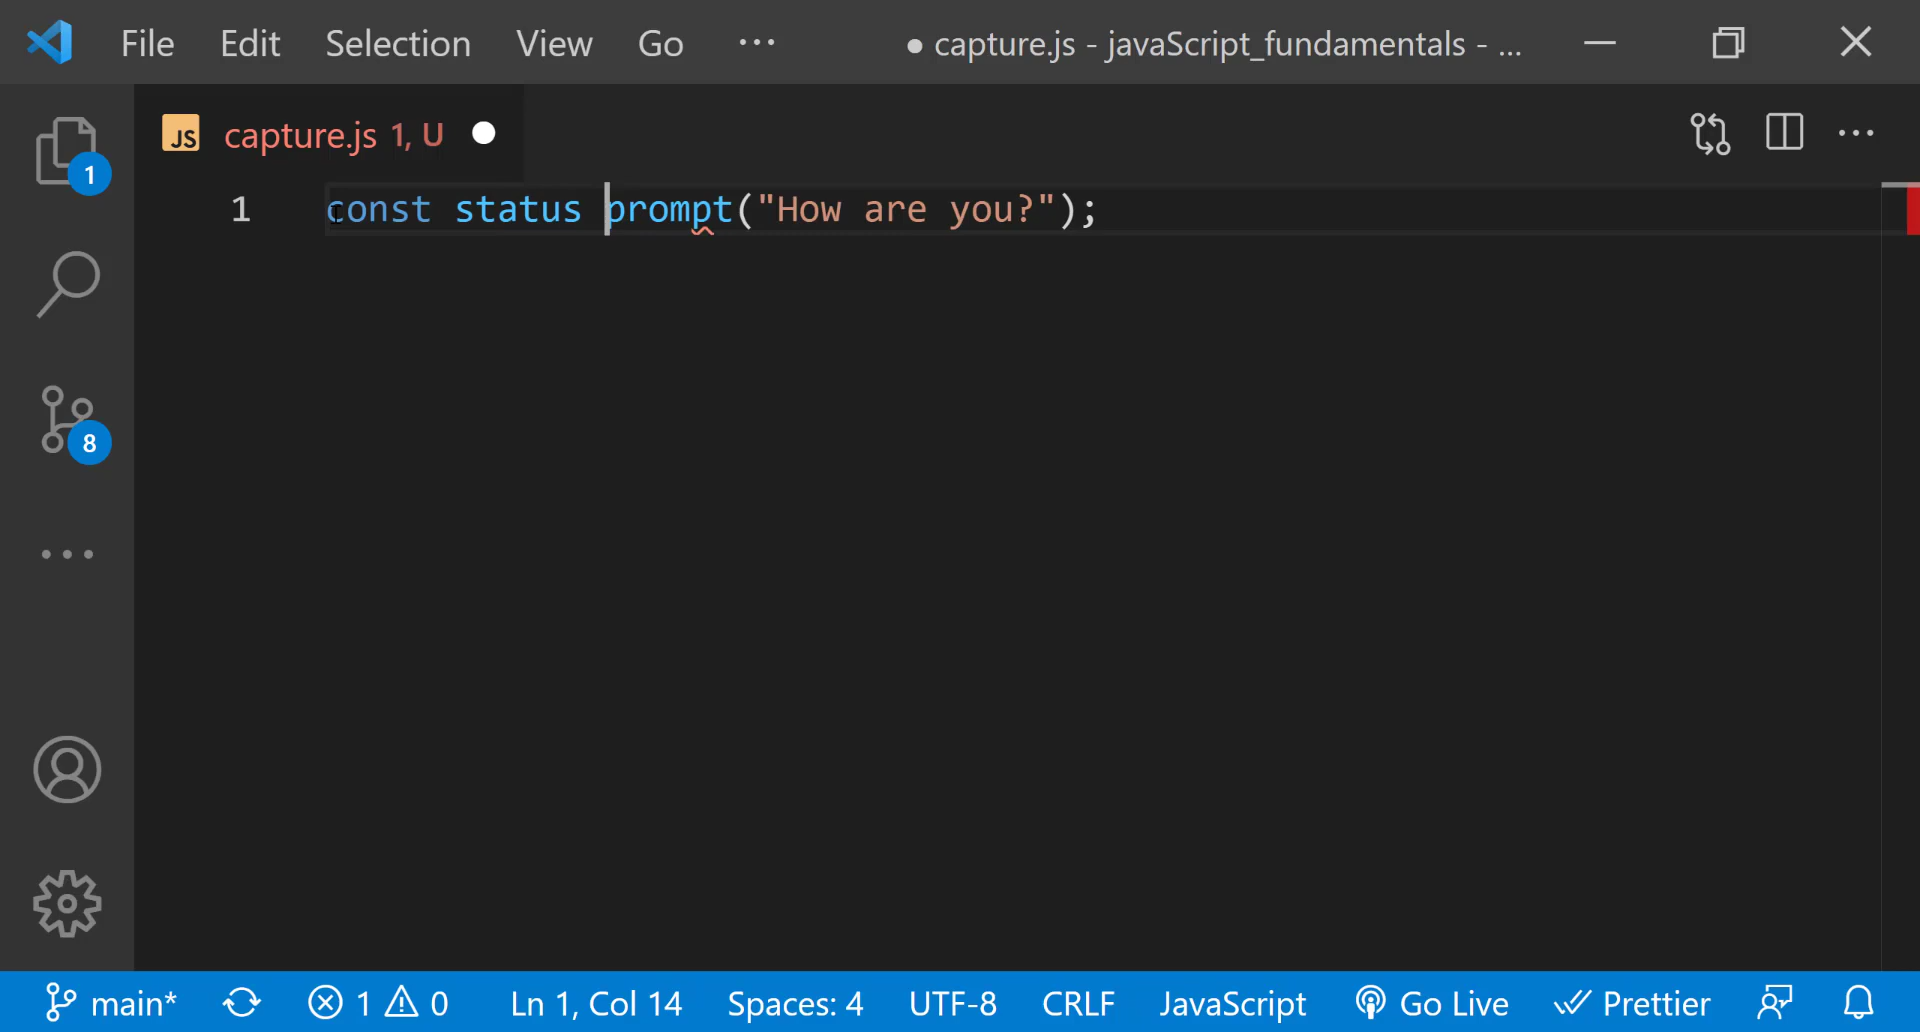 File Edit Selection View Go ··· ● capture.js - javaScript_fundamentals - ...
JS capture.js 1, U
1
1 const status prompt("How are you?");
8
main* 1 0 Ln 1, Col 14 Spaces: 4 UTF-8 CRLF JavaScript Go Live Prettier